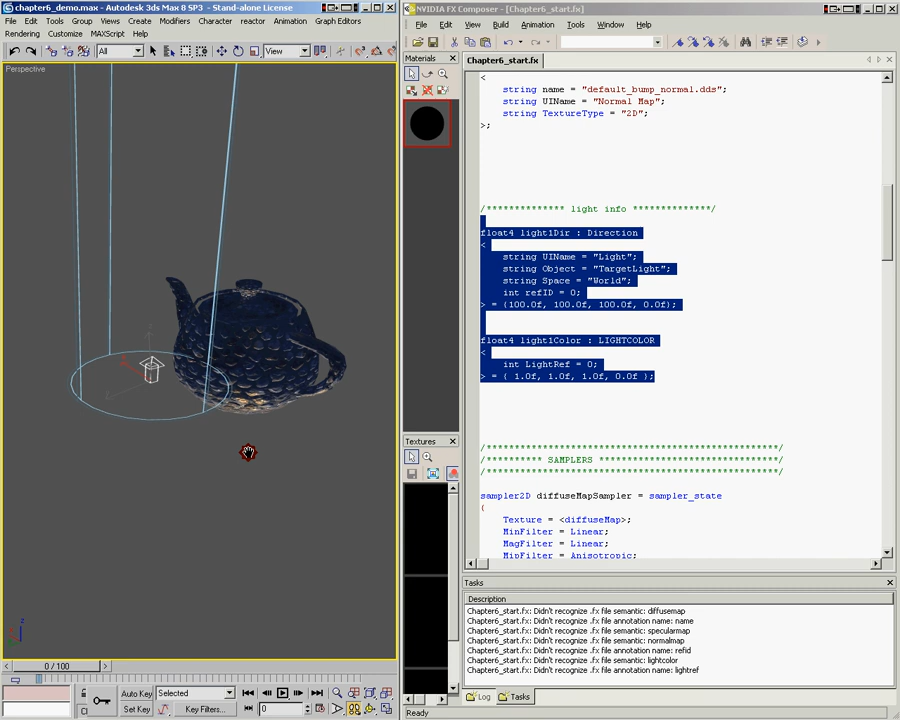 chapter6_demo.max - Autodesk 3ds Max 8 SP3 - Stand-alone License
File Edit Tools Group Views Create Modifiers Character reactor Animation Graph Editors
Rendering Customize MAXScript Help
All
View
Perspective
z
0 / 100
Auto Key
Selected
Set Key
Key Filters...
0
NVIDIA FX Composer - [Chapter6_start.fx]
File Edit View Build Animation Tools Window Help
Materials
Textures
Chapter6_start.fx
<
string name = "default_bump_normal.dds";
string UIName = "Normal Map";
string TextureType = "2D";
>;
/************** light info **************/
float4 light1Dir : Direction
<
string UIName = "Light";
string Object = "TargetLight";
string Space = "World";
int refID = 0;
> = {100.0f, 100.0f, 100.0f, 0.0f};
float4 light1Color : LIGHTCOLOR
<
int LightRef = 0;
> = { 1.0f, 1.0f, 1.0f, 0.0f };
/****************************************************/
/********** SAMPLERS ********************************/
/****************************************************/
sampler2D diffuseMapSampler = sampler_state
{
Texture = <diffuseMap>;
MinFilter = Linear;
MagFilter = Linear;
MipFilter = Anisotropic;
Tasks
Description
Chapter6_start.fx: Didn't recognize .fx file semantic: diffusemap
Chapter6_start.fx: Didn't recognize .fx file annotation name: name
Chapter6_start.fx: Didn't recognize .fx file semantic: specularmap
Chapter6_start.fx: Didn't recognize .fx file semantic: normalmap
Chapter6_start.fx: Didn't recognize .fx file annotation name: refid
Chapter6_start.fx: Didn't recognize .fx file semantic: lightcolor
Chapter6_start.fx: Didn't recognize .fx file annotation name: lightref
Log Tasks
Ready